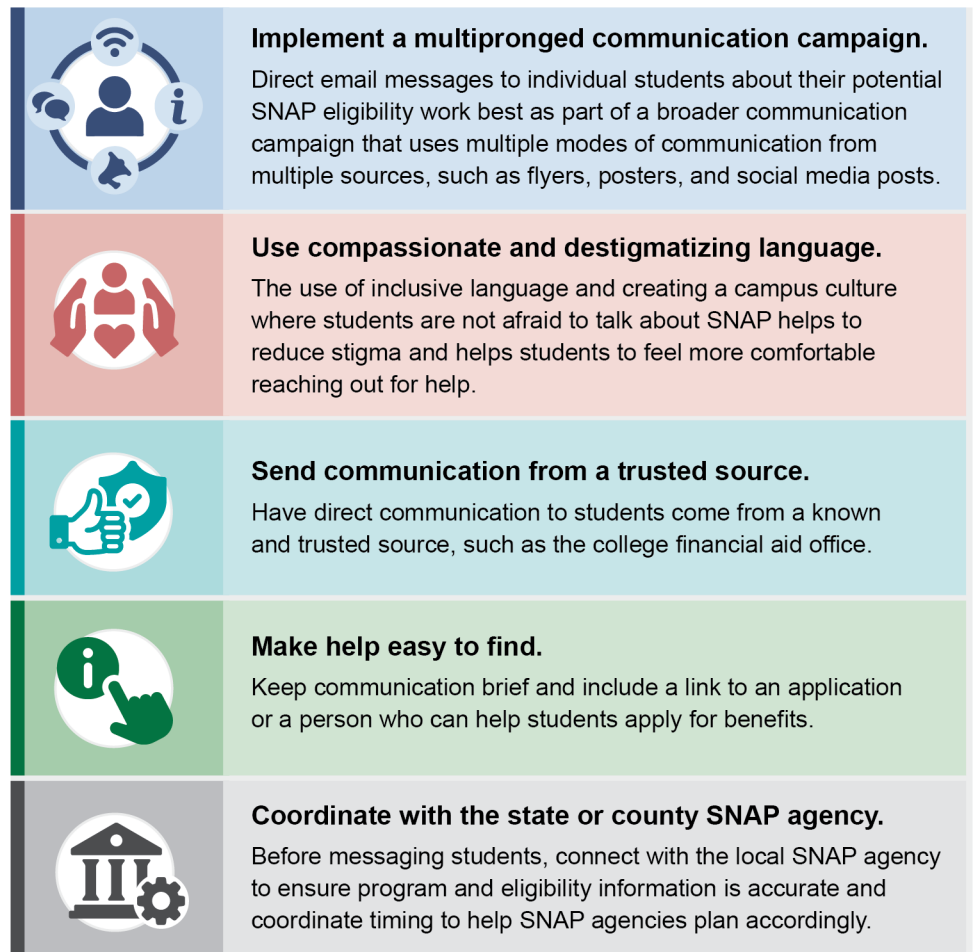 Implement a multipronged communication campaign.
Direct email messages to individual students about their potential
SNAP eligibility work best as part of a broader communication
campaign that uses multiple modes of communication from
multiple sources, such as flyers, posters, and social media posts.
Use compassionate and destigmatizing language.
The use of inclusive language and creating a campus culture
where students are not afraid to talk about SNAP helps to
reduce stigma and helps students to feel more comfortable
reaching out for help.
Send communication from a trusted source.
Have direct communication to students come from a known
and trusted source, such as the college financial aid office.
Make help easy to find.
Keep communication brief and include a link to an application
or a person who can help students apply for benefits.
Coordinate with the state or county SNAP agency.
Before messaging students, connect with the local SNAP agency
to ensure program and eligibility information is accurate and
coordinate timing to help SNAP agencies plan accordingly.